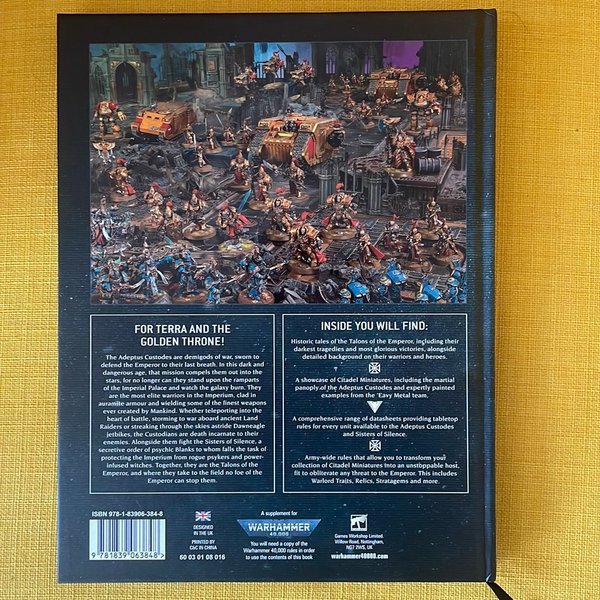 FOR TERRA AND THE
GOLDEN THRONE!
The Adeptus Custodes are demigods of war, sworn to
defend the Emperor to their last breath. In this dark and
dangerous age, that mission compels them out into the
stars, for no longer can they stand upon the ramparts
of the Imperial Palace and watch the galaxy burn. They
are the most elite warriors in the Imperium, clad in
auramite armour and wielding some of the finest weapons
ever created by Mankind. Whether teleporting into the
heart of battle, storming to war aboard ancient Land
Raiders or streaking through the skies astride Dawneagle
jetbikes, the Custodians are death incarnate to their
enemies. Alongside them fight the Sisters of Silence, a
secretive order of psychic Blanks to whom falls the task of
protecting the Imperium from rogue psykers and power-
infused witches. Together, they are the Talons of the
Emperor, and where they take to the field no foe of the
Emperor can stop them.
INSIDE YOU WILL FIND:
Historic tales of the Talons of the Emperor, including their
darkest tragedies and most glorious victories, alongside
detailed background on their warriors and heroes.
A showcase of Citadel Miniatures, including the martial
panoply of the Adeptus Custodes and expertly painted
examples from the 'Eavy Metal team.
A comprehensive range of datasheets providing tabletop
rules for every unit available to the Adeptus Custodes
and Sisters of Silence.
Army-wide rules that allow you to transform your
collection of Citadel Miniatures into an unstoppable host,
fit to obliterate any threat to the Emperor. This includes
Warlord Traits, Relics, Stratagems and more.
ISBN 978-1-83906-384-8
9 781839 063848 >
DESIGNED
IN THE UK
PRINTED BY
C&C IN CHINA
60 03 01 08 016
A supplement for
WARHAMMER
40,000
You will need a copy of the
Warhammer 40,000 rules in order
to use the contents of this book
WARHAMMER
Games Workshop Limited,
Willow Road, Nottingham,
NG7 2WS, UK
warhammer40000.com